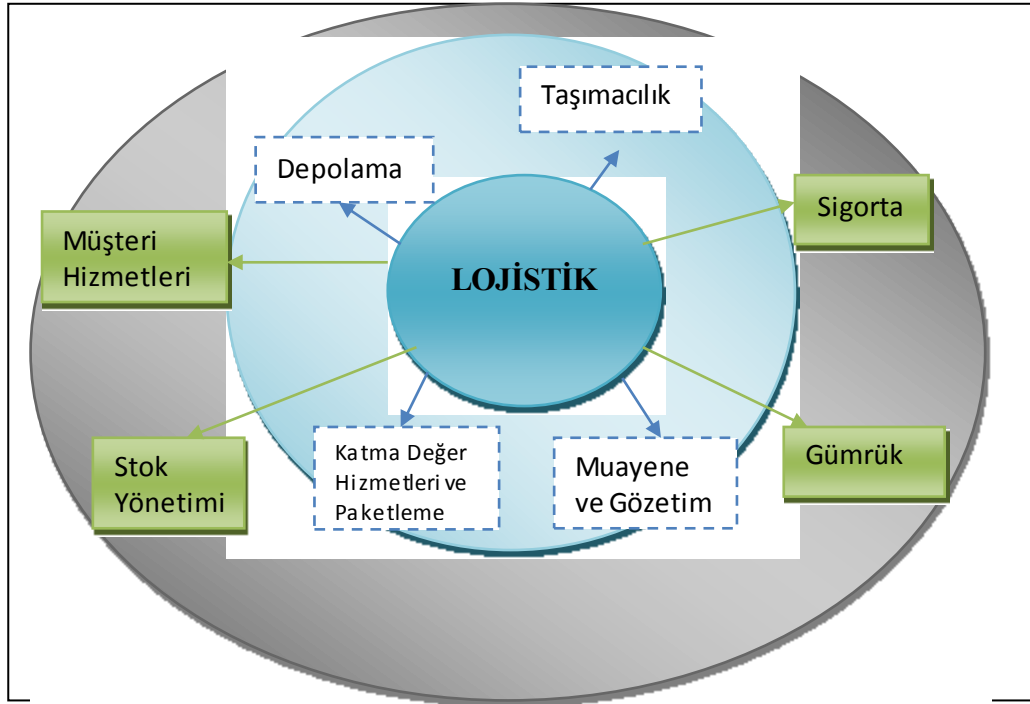 Taşımacılık
Depolama
Sigorta
Müşteri
Hizmetleri
LOJİSTİK
Stok
Yönetimi
Katma Değer
Hizmetleri ve
Paketleme
Muayene
ve Gözetim
Gümrük